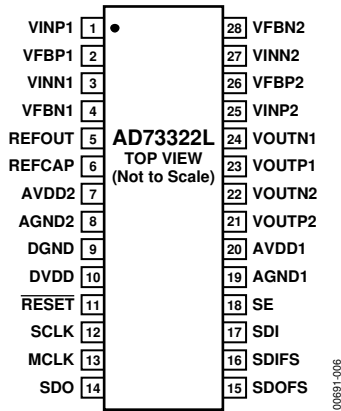 VINP1 1 28 VFBN2
VFBP1 2 27 VINN2
VINN1 3 26 VFBP2
VFBN1 4 25 VINP2
REFOUT 5 AD73322L 24 VOUTN1
REFCAP 6 TOP VIEW 23 VOUTP1
(Not to Scale)
AVDD2 7 22 VOUTN2
AGND2 8 21 VOUTP2
DGND 9 20 AVDD1
DVDD 10 19 AGND1
RESET 11 18 SE
SCLK 12 17 SDI
MCLK 13 16 SDIFS
SDO 14 15 SDOFS
00691-006